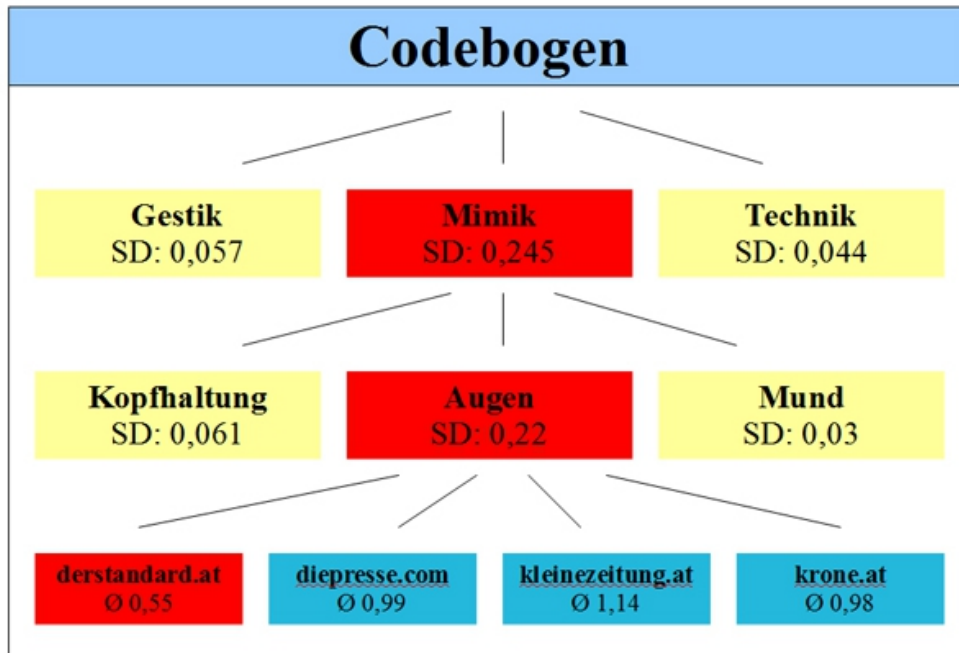 Codebogen
Gestik
SD: 0,057
Mimik
SD: 0,245
Technik
SD: 0,044
Kopfhaltung
SD: 0,061
Augen
SD: 0,22
Mund
SD: 0,03
derstandard.at
Ø 0,55
diepresse.com
Ø 0,99
kleinezeitung.at
Ø 1,14
krone.at
Ø 0,98